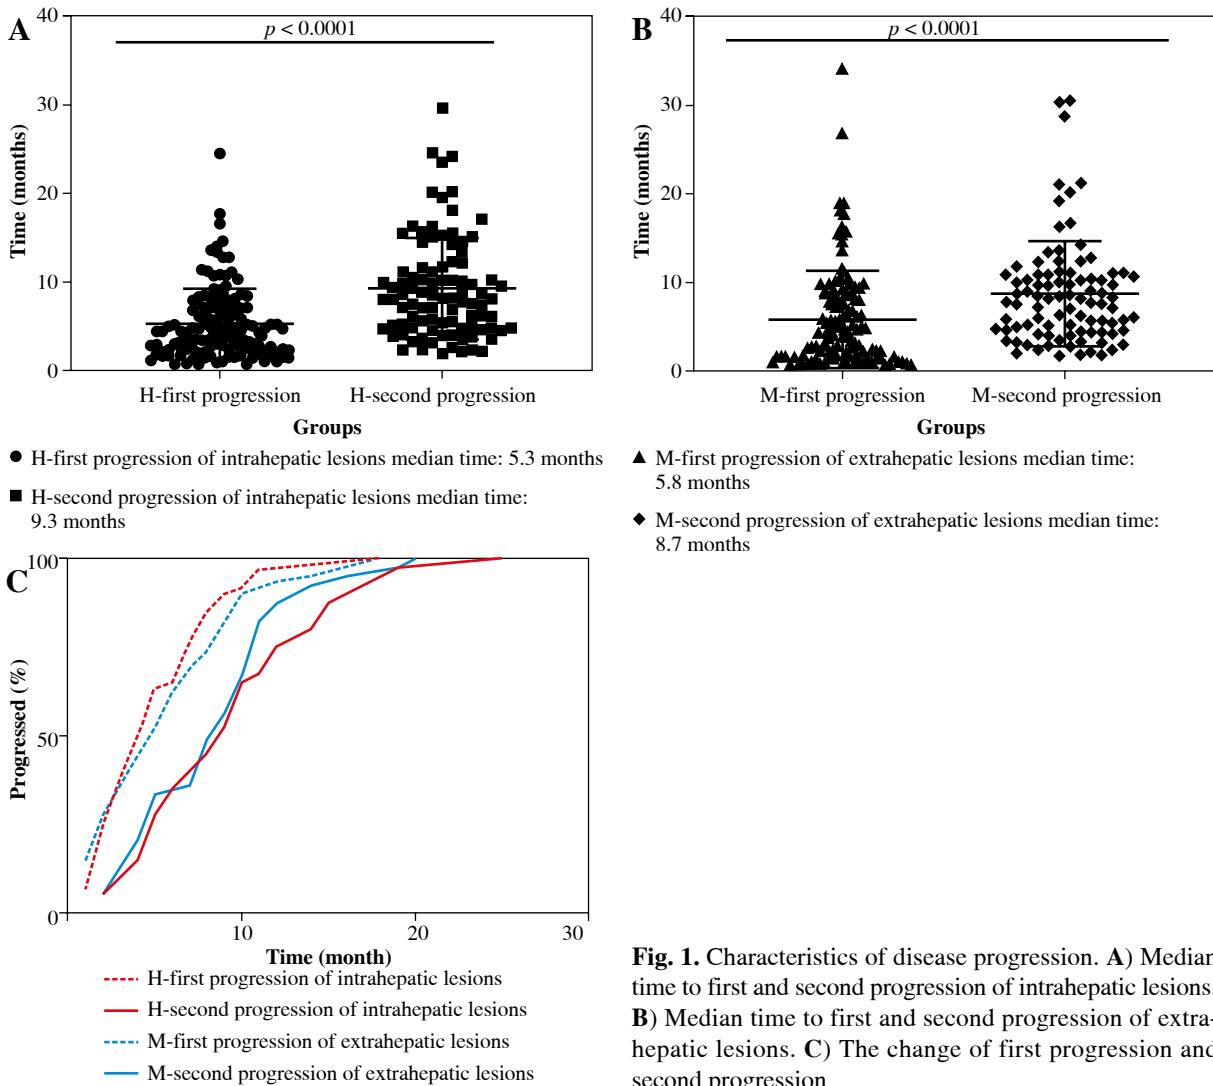 A
p < 0.0001
40
30
20
10
0
Time (months)
H-first progression
H-second progression
Groups
H-first progression of intrahepatic lesions median time: 5.3 months
H-second progression of intrahepatic lesions median time:
9.3 months
B
p < 0.0001
40
30
20
10
0
Time (months)
M-first progression
M-second progression
Groups
M-first progression of extrahepatic lesions median time:
5.8 months
M-second progression of extrahepatic lesions median time:
8.7 months
C
100
50
0
Progressed (%)
10
20
30
Time (month)
H-first progression of intrahepatic lesions
H-second progression of intrahepatic lesions
M-first progression of extrahepatic lesions
M-second progression of extrahepatic lesions
Fig. 1. Characteristics of disease progression. A) Median
time to first and second progression of intrahepatic lesions.
B) Median time to first and second progression of extra-
hepatic lesions. C) The change of first progression and
second progression